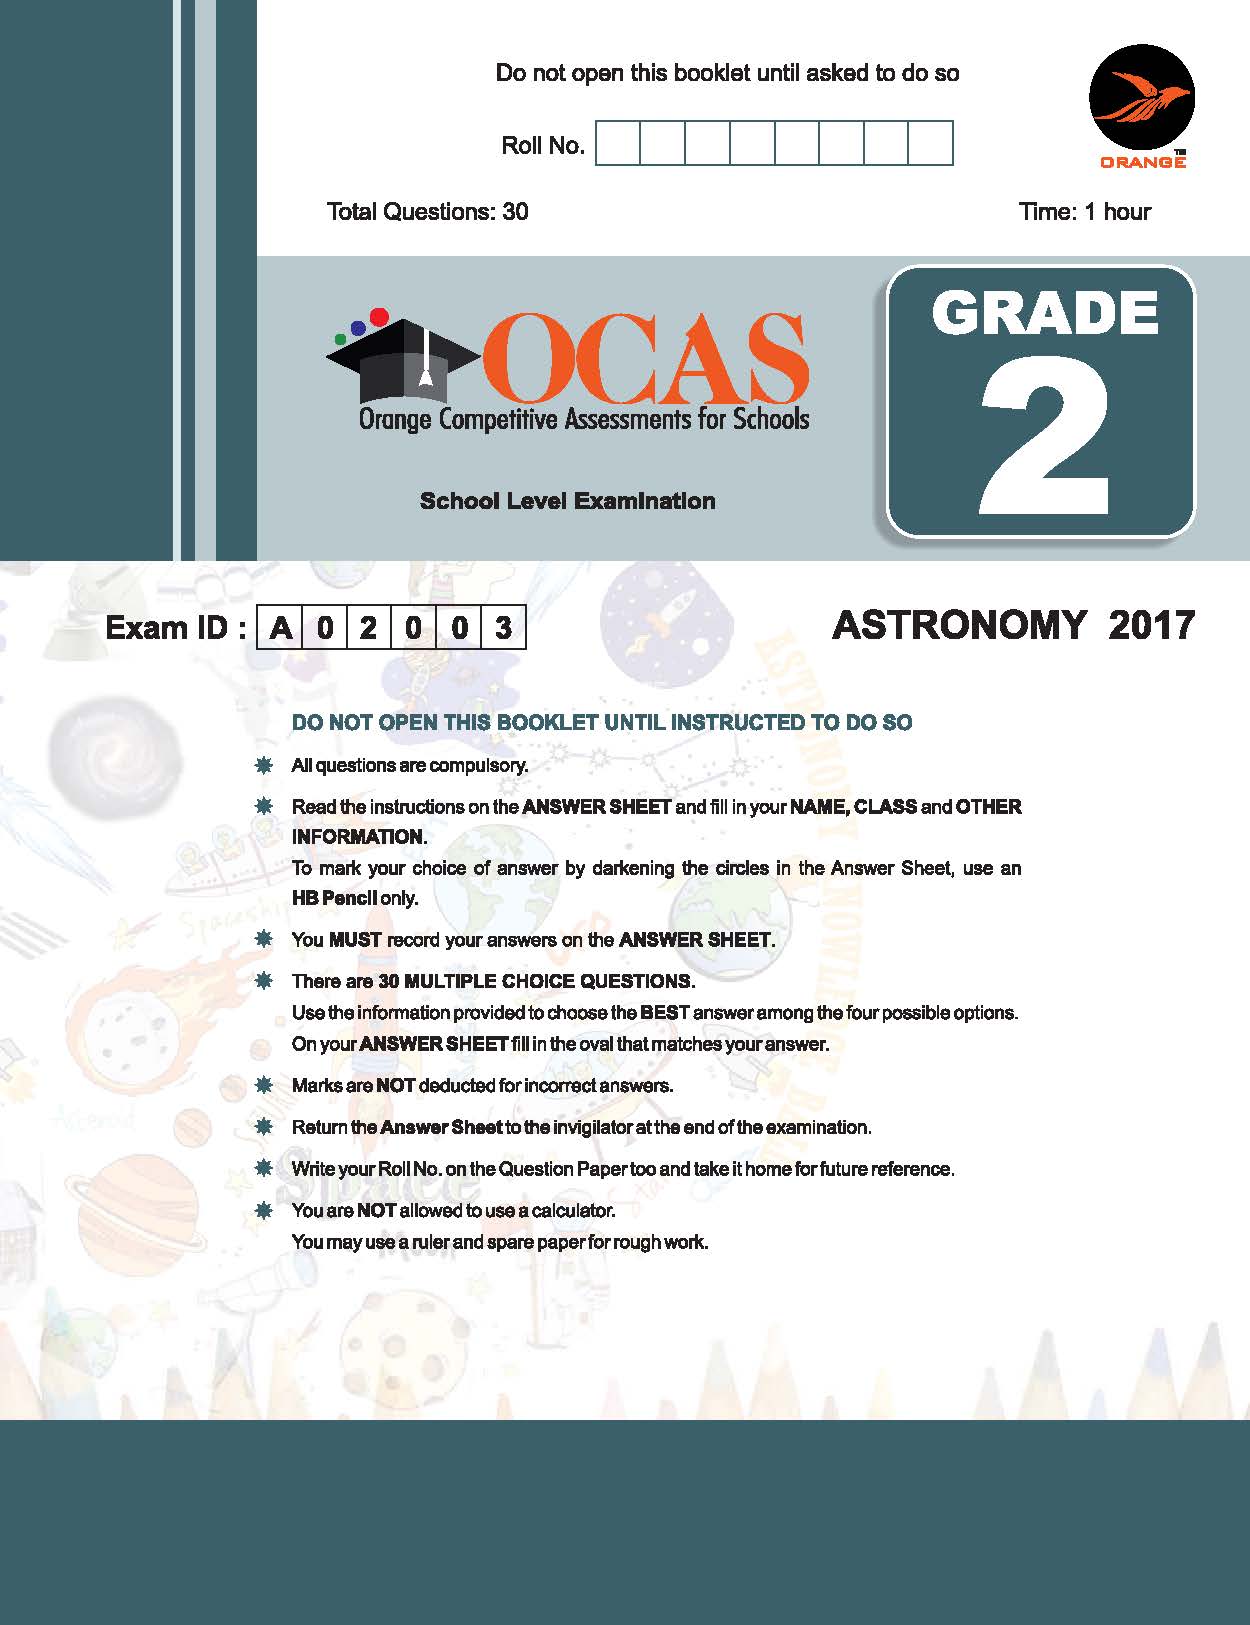 Do not open this booklet until asked to do so
Roll No.
ORANGE™
Total Questions: 30
Time: 1 hour
OCAS
Orange Competitive Assessments for Schools
School Level Examination
GRADE
2
Exam ID : A 0 2 0 0 3
ASTRONOMY 2017
DO NOT OPEN THIS BOOKLET UNTIL INSTRUCTED TO DO SO
All questions are compulsory.
Read the instructions on the ANSWER SHEET and fill in your NAME, CLASS and OTHER
INFORMATION.
To mark your choice of answer by darkening the circles in the Answer Sheet, use an
HB Pencil only.
You MUST record your answers on the ANSWER SHEET.
There are 30 MULTIPLE CHOICE QUESTIONS.
Use the information provided to choose the BEST answer among the four possible options.
On your ANSWER SHEET fill in the oval that matches your answer.
Marks are NOT deducted for incorrect answers.
Return the Answer Sheet to the invigilator at the end of the examination.
Write your Roll No. on the Question Paper too and take it home for future reference.
You are NOT allowed to use a calculator.
You may use a ruler and spare paper for rough work.
Spaceship
Asteroid
Space
Moon